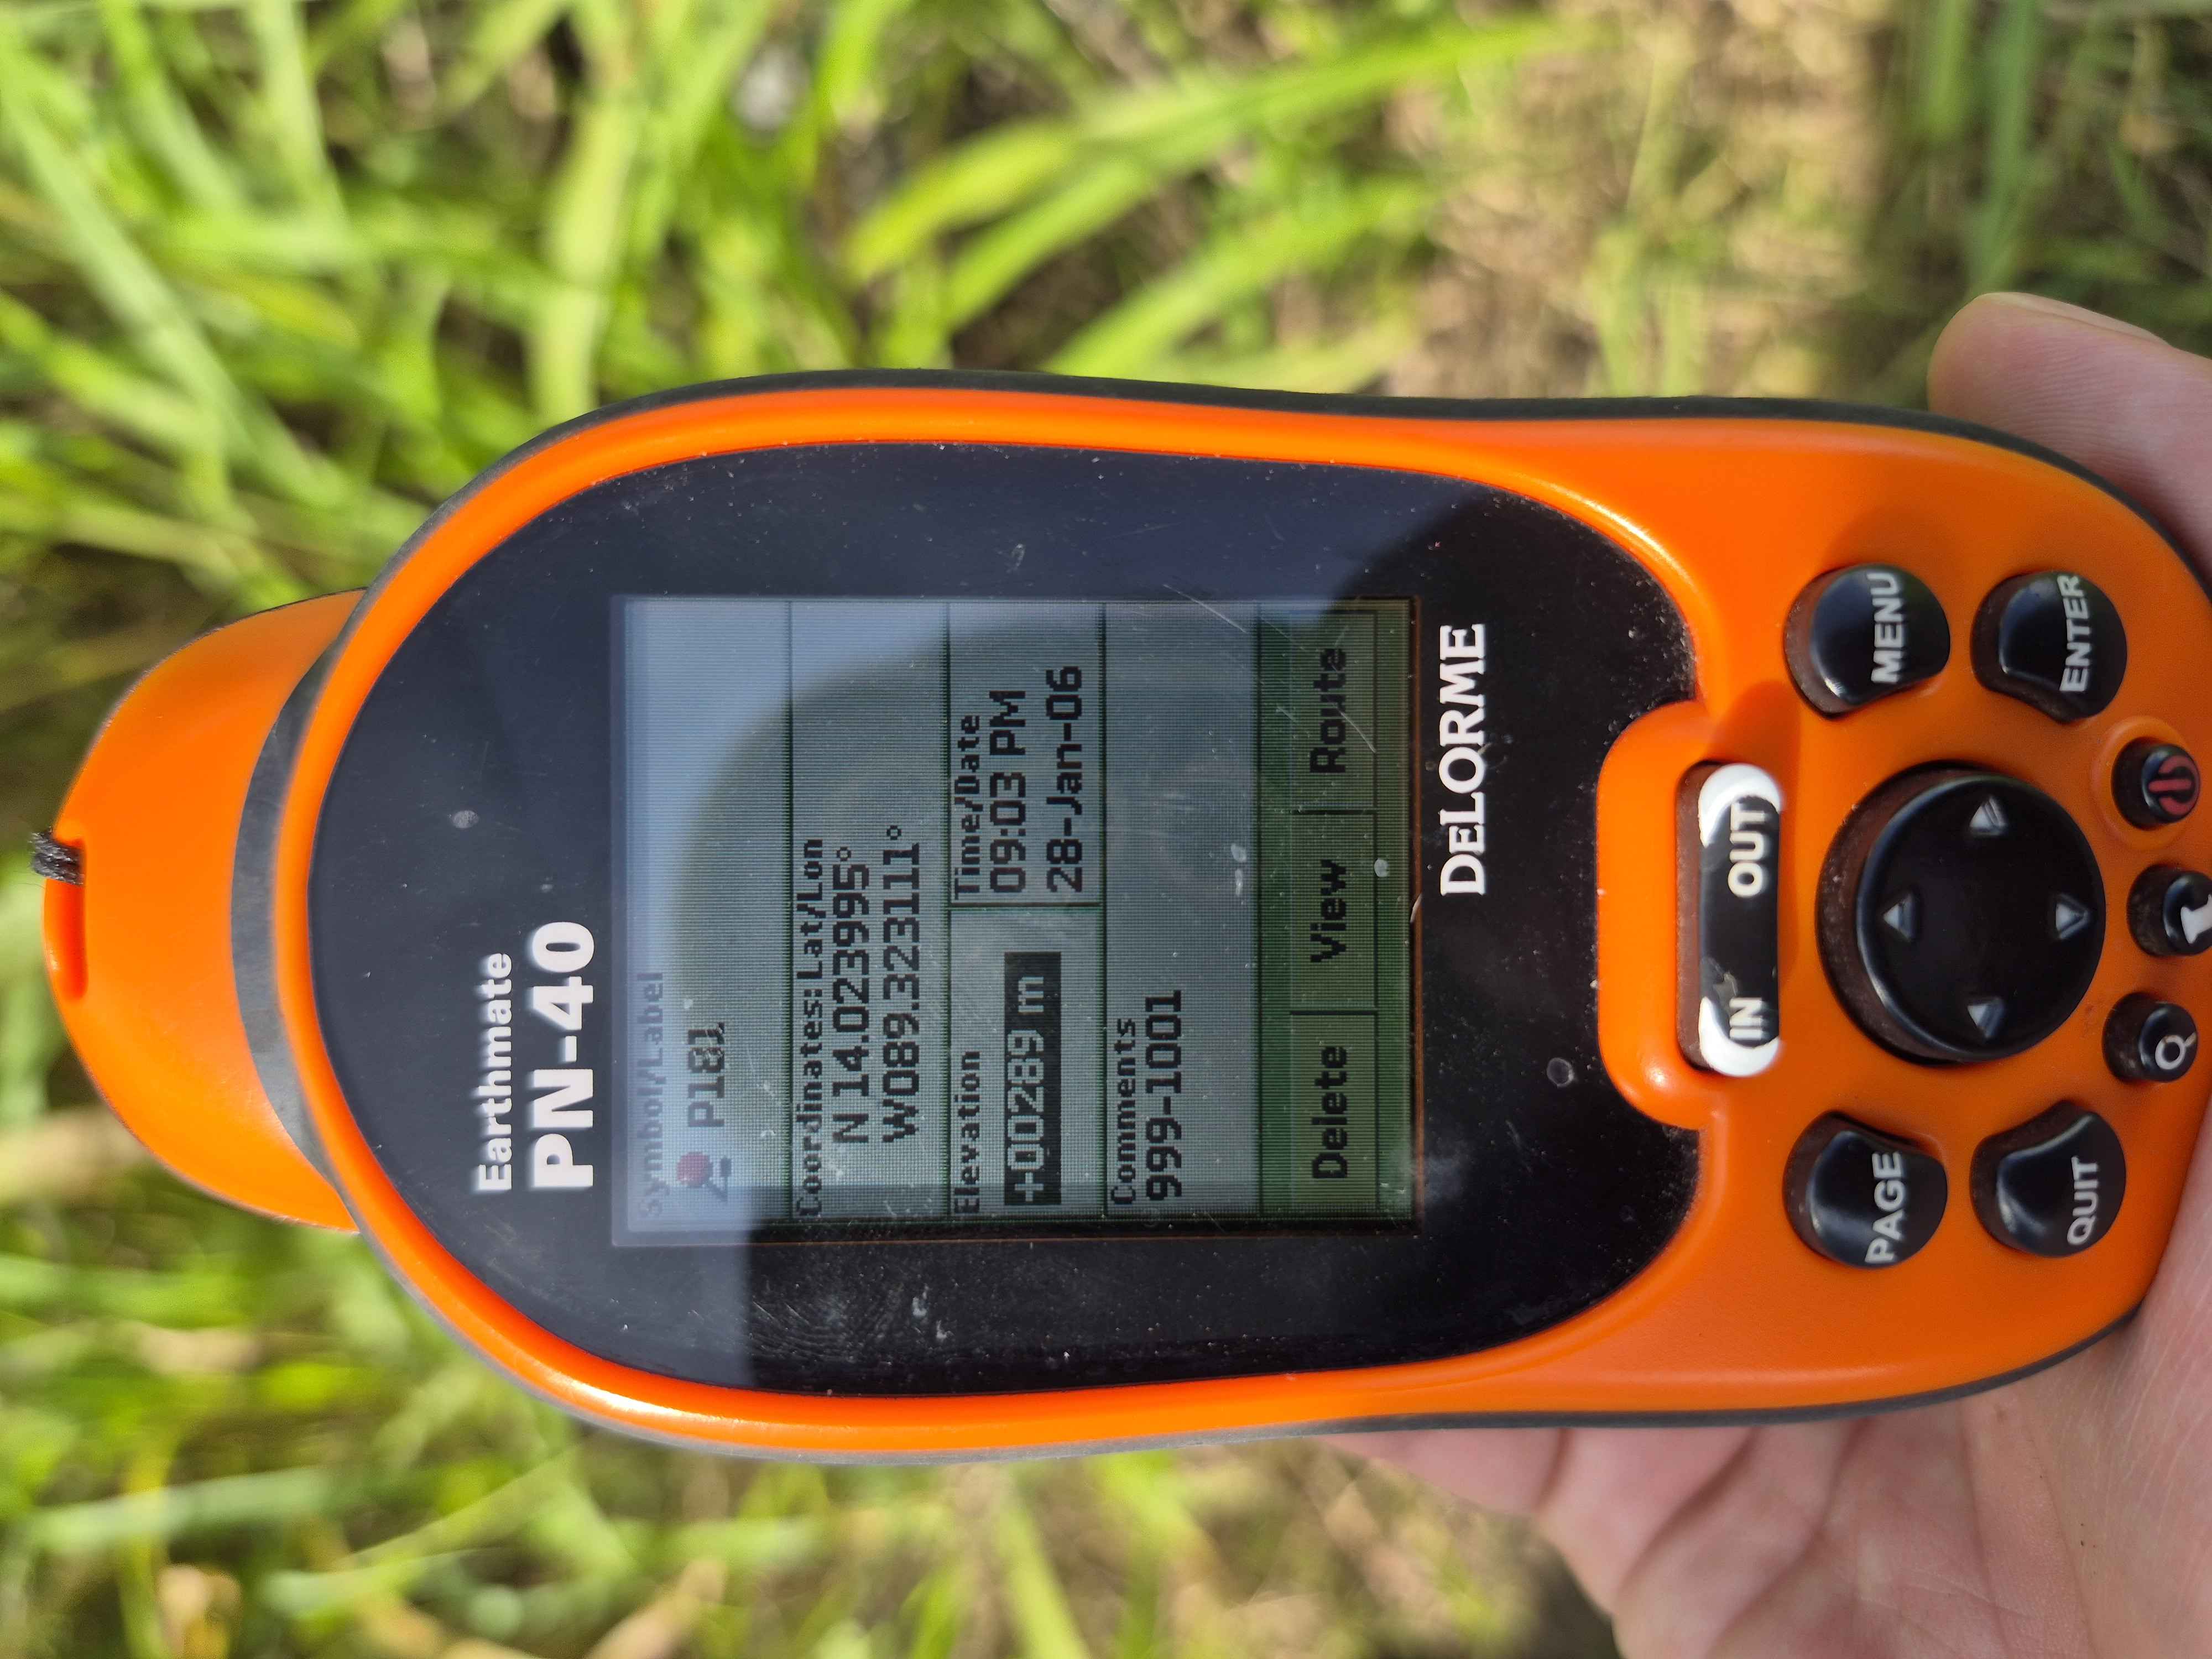 Earthmate
PN-40
Symbol/Label
P181
Coordinates: Lat/Lon
N 14.023995°
W089.323111°
Elevation
+00289 m
Time/Date
09:03 PM
28-Jan-06
Comments
999-1001
Delete View Route
DELORME
IN OUT
PAGE MENU
QUIT ENTER